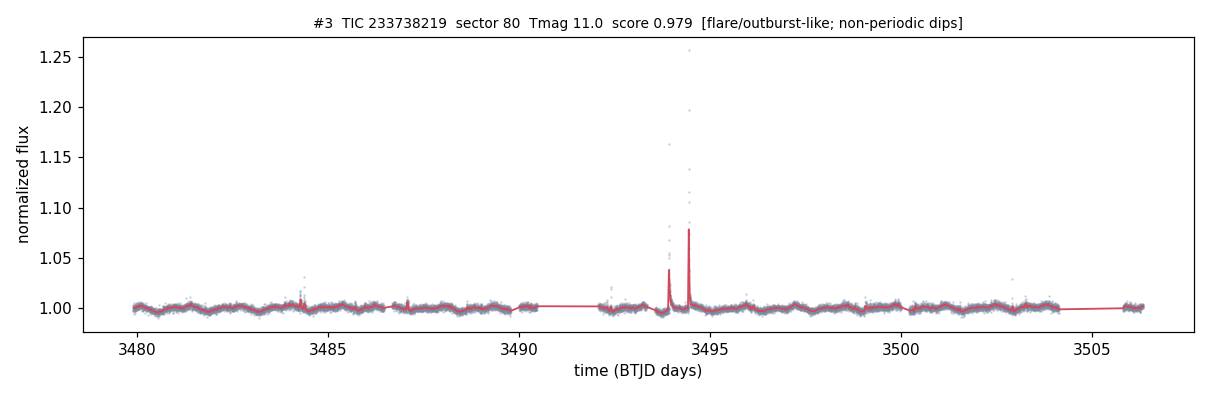 #3 TIC 233738219 sector 80 Tmag 11.0 score 0.979 [flare/outburst-like; non-periodic dips]
normalized flux
1.25
1.20
1.15
1.10
1.05
1.00
3480 3485 3490 3495 3500 3505
time (BTJD days)